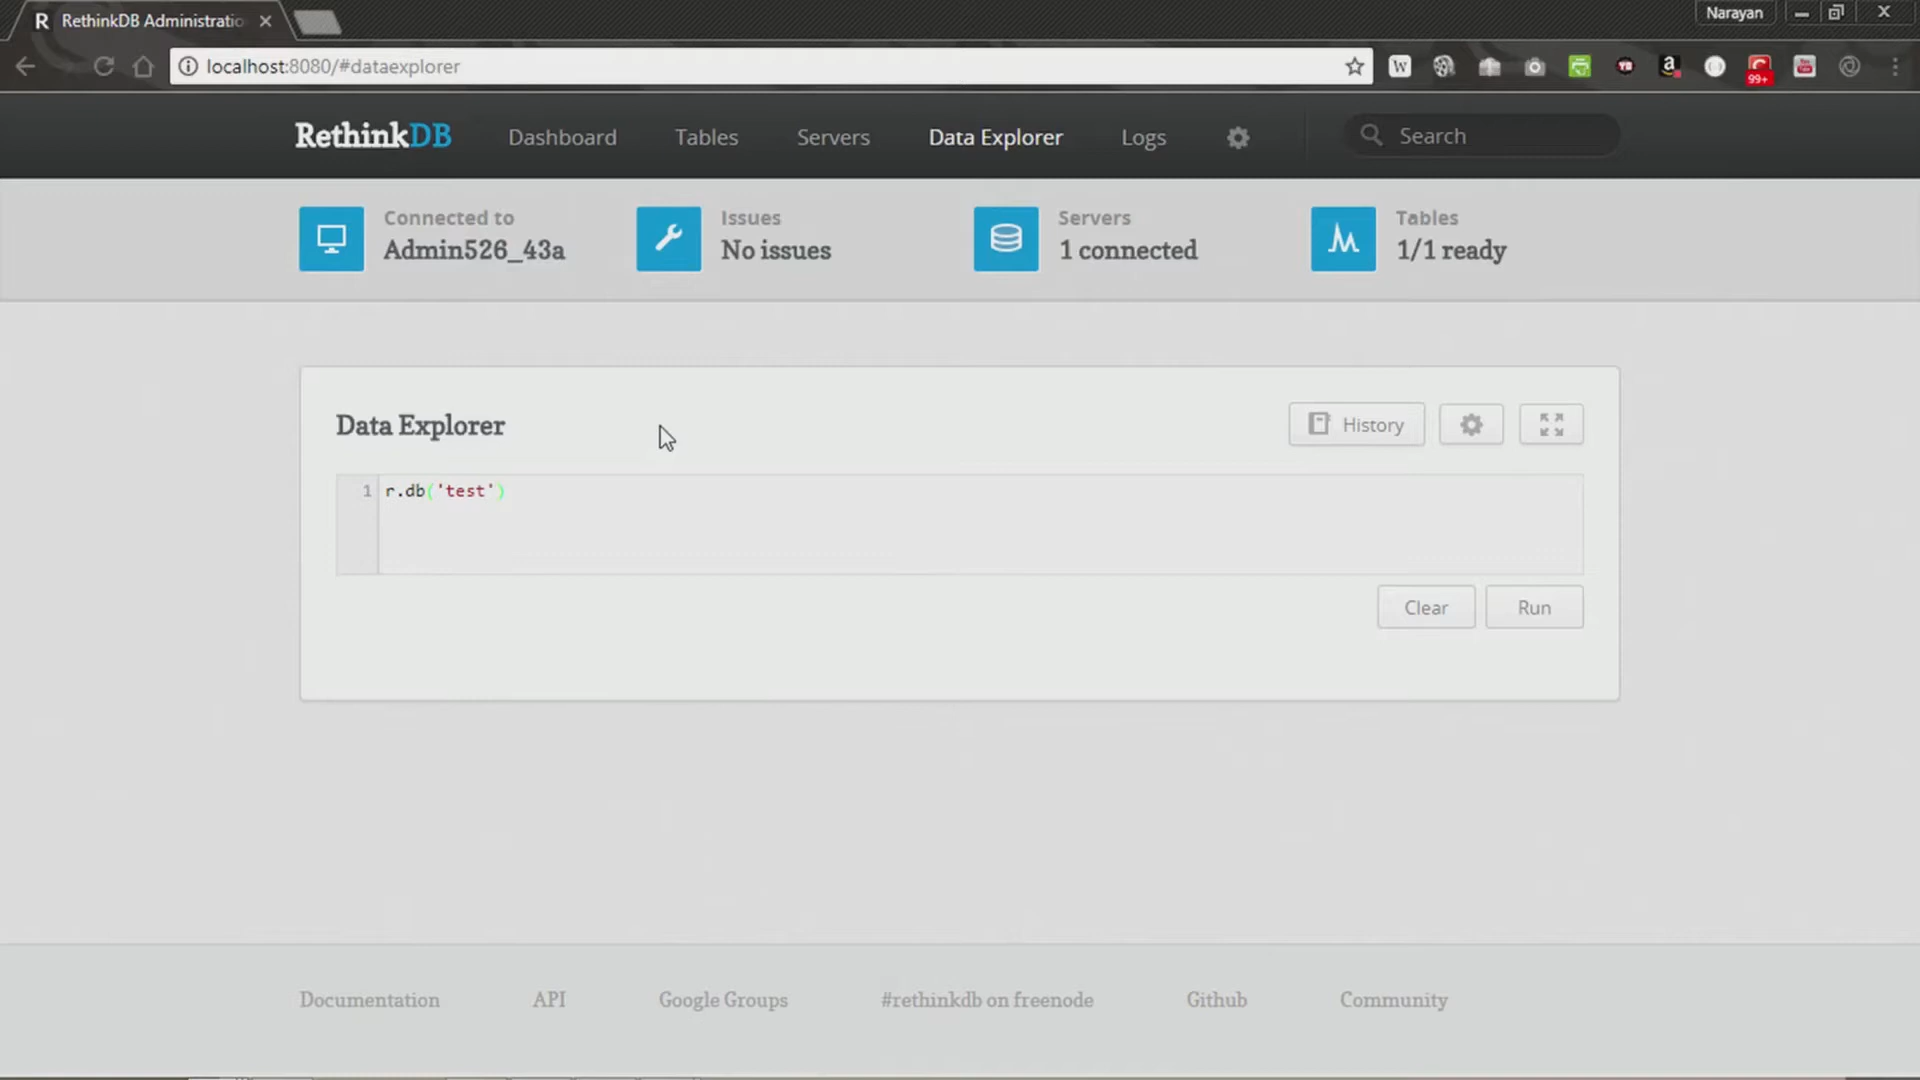 RethinkDB Administratio
Narayan
localhost:8080/#dataexplorer
99+
RethinkDB Dashboard Tables Servers Data Explorer Logs Search
Connected to
Admin526_43a
Issues
No issues
Servers
1 connected
Tables
1/1 ready
Data Explorer
History
1 r.db('test')
Clear Run
Documentation API Google Groups #rethinkdb on freenode Github Community